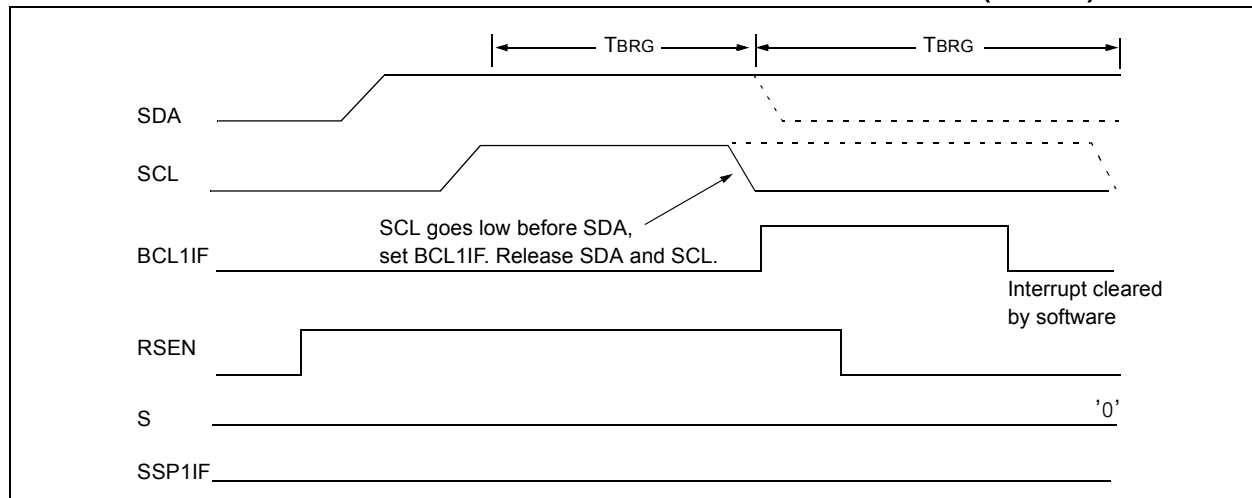 TBRG TBRG
SDA
SCL
SCL goes low before SDA,
set BCL1IF. Release SDA and SCL.
BCL1IF
Interrupt cleared
by software
RSEN
S '0'
SSP1IF